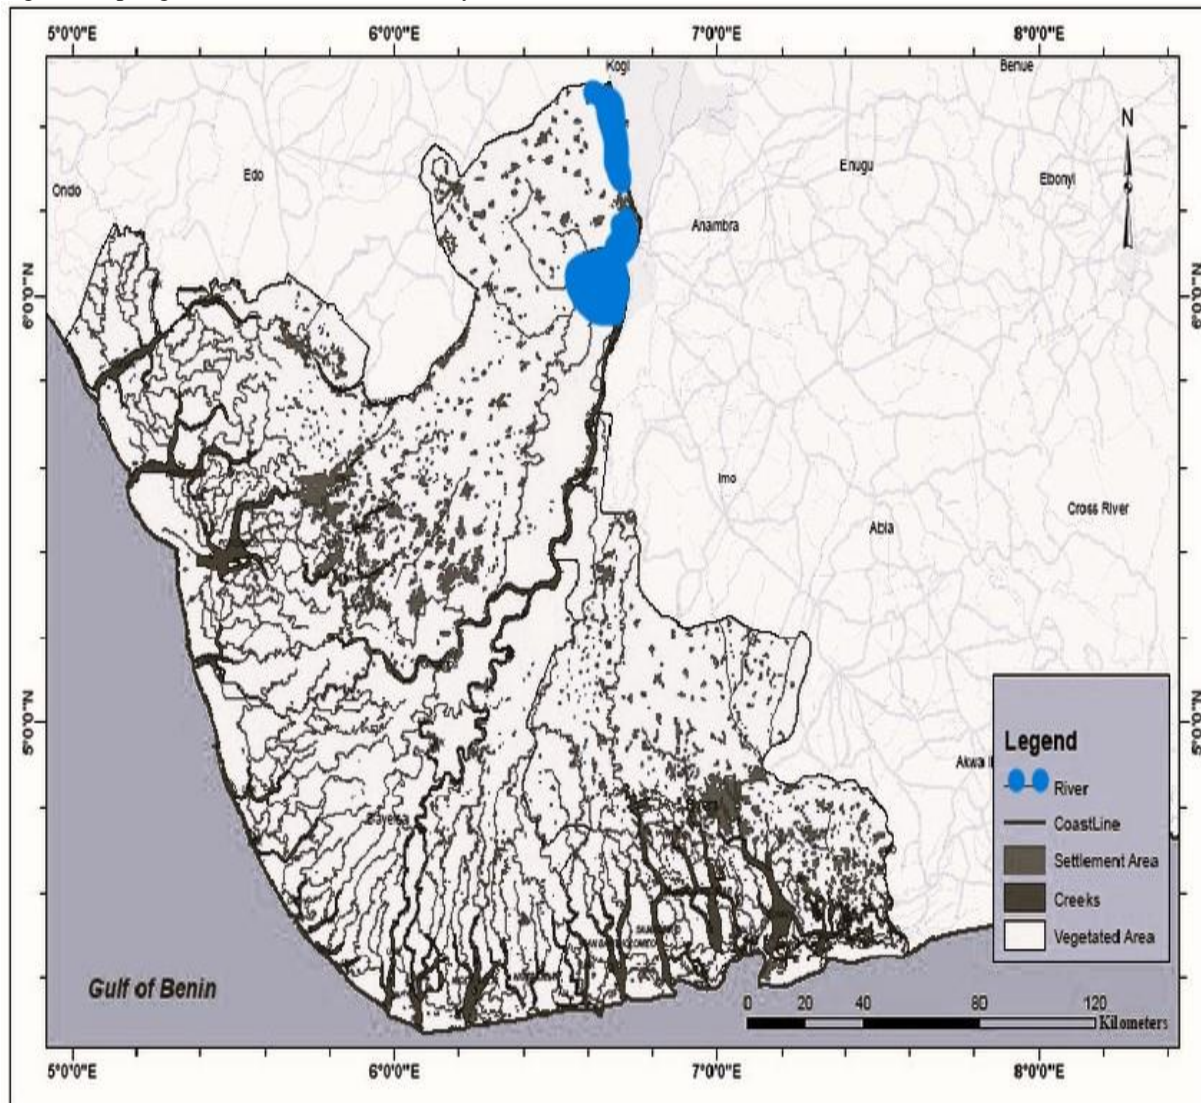 5°0'0"E 6°0'0"E 7°0'0"E 8°0'0"E
Kogi
Benue
N
Edo
Enugu
Ebonyi
Ondo
Anambra
6°0'0"N
6°0'0"N
Imo
Cross River
Abia
5°0'0"N
5°0'0"N
Legend
Akwa I
River
CoastLine
Bayelsa
Settlement Area
Creeks
Vegetated Area
Gulf of Benin
0 20 40 80 120
Kilometers
5°0'0"E 6°0'0"E 7°0'0"E 8°0'0"E